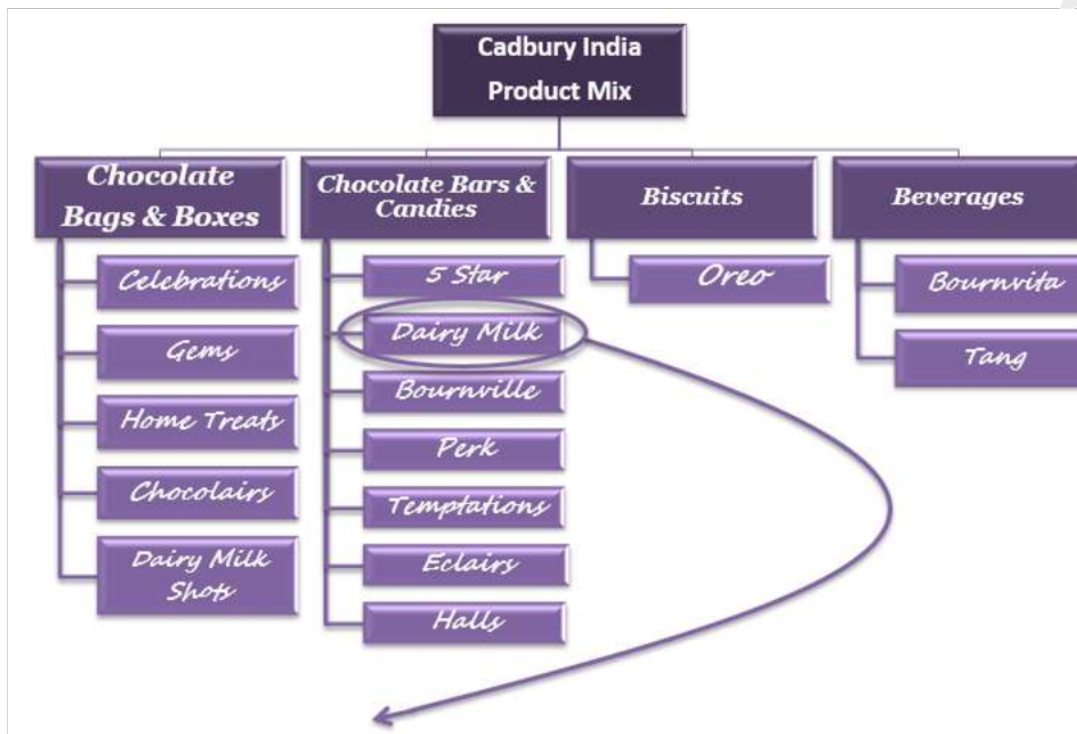 Cadbury India
Product Mix
Chocolate
Bags & Boxes
Celebrations
Gems
Home Treats
Chocolairs
Dairy Milk
Shots
Chocolate Bars &
Candies
5 Star
Dairy Milk
Bournville
Perk
Temptations
Eclairs
Halls
Biscuits
Oreo
Beverages
Bournvita
Tang